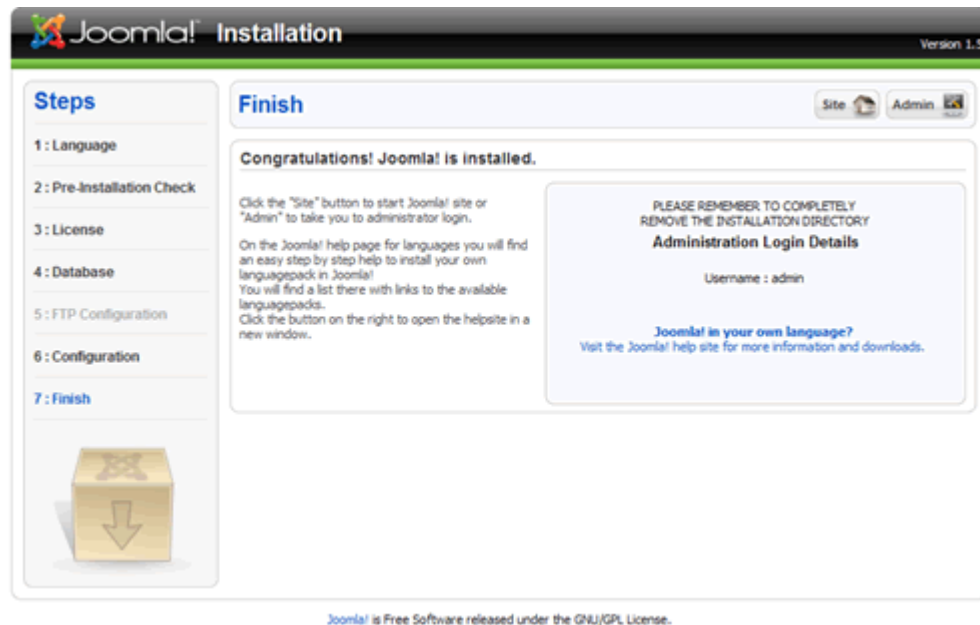 Joomla! Installation
Version 1.5
Steps
1 : Language
2 : Pre-Installation Check
3 : License
4 : Database
5 : FTP Configuration
6 : Configuration
7 : Finish
Finish
Site
Admin
Congratulations! Joomla! is installed.
Click the "Site" button to start Joomla! site or
"Admin" to take you to administrator login.
On the Joomla! help page for languages you will find
an easy step by step help to install your own
languagepack in Joomla!
You will find a list there with links to the available
languagepacks.
Click the button on the right to open the helpsite in a
new window.
PLEASE REMEMBER TO COMPLETELY
REMOVE THE INSTALLATION DIRECTORY
Administration Login Details
Username : admin
Joomla! in your own language?
Visit the Joomla! help site for more information and downloads.
Joomla! is Free Software released under the GNU/GPL License.